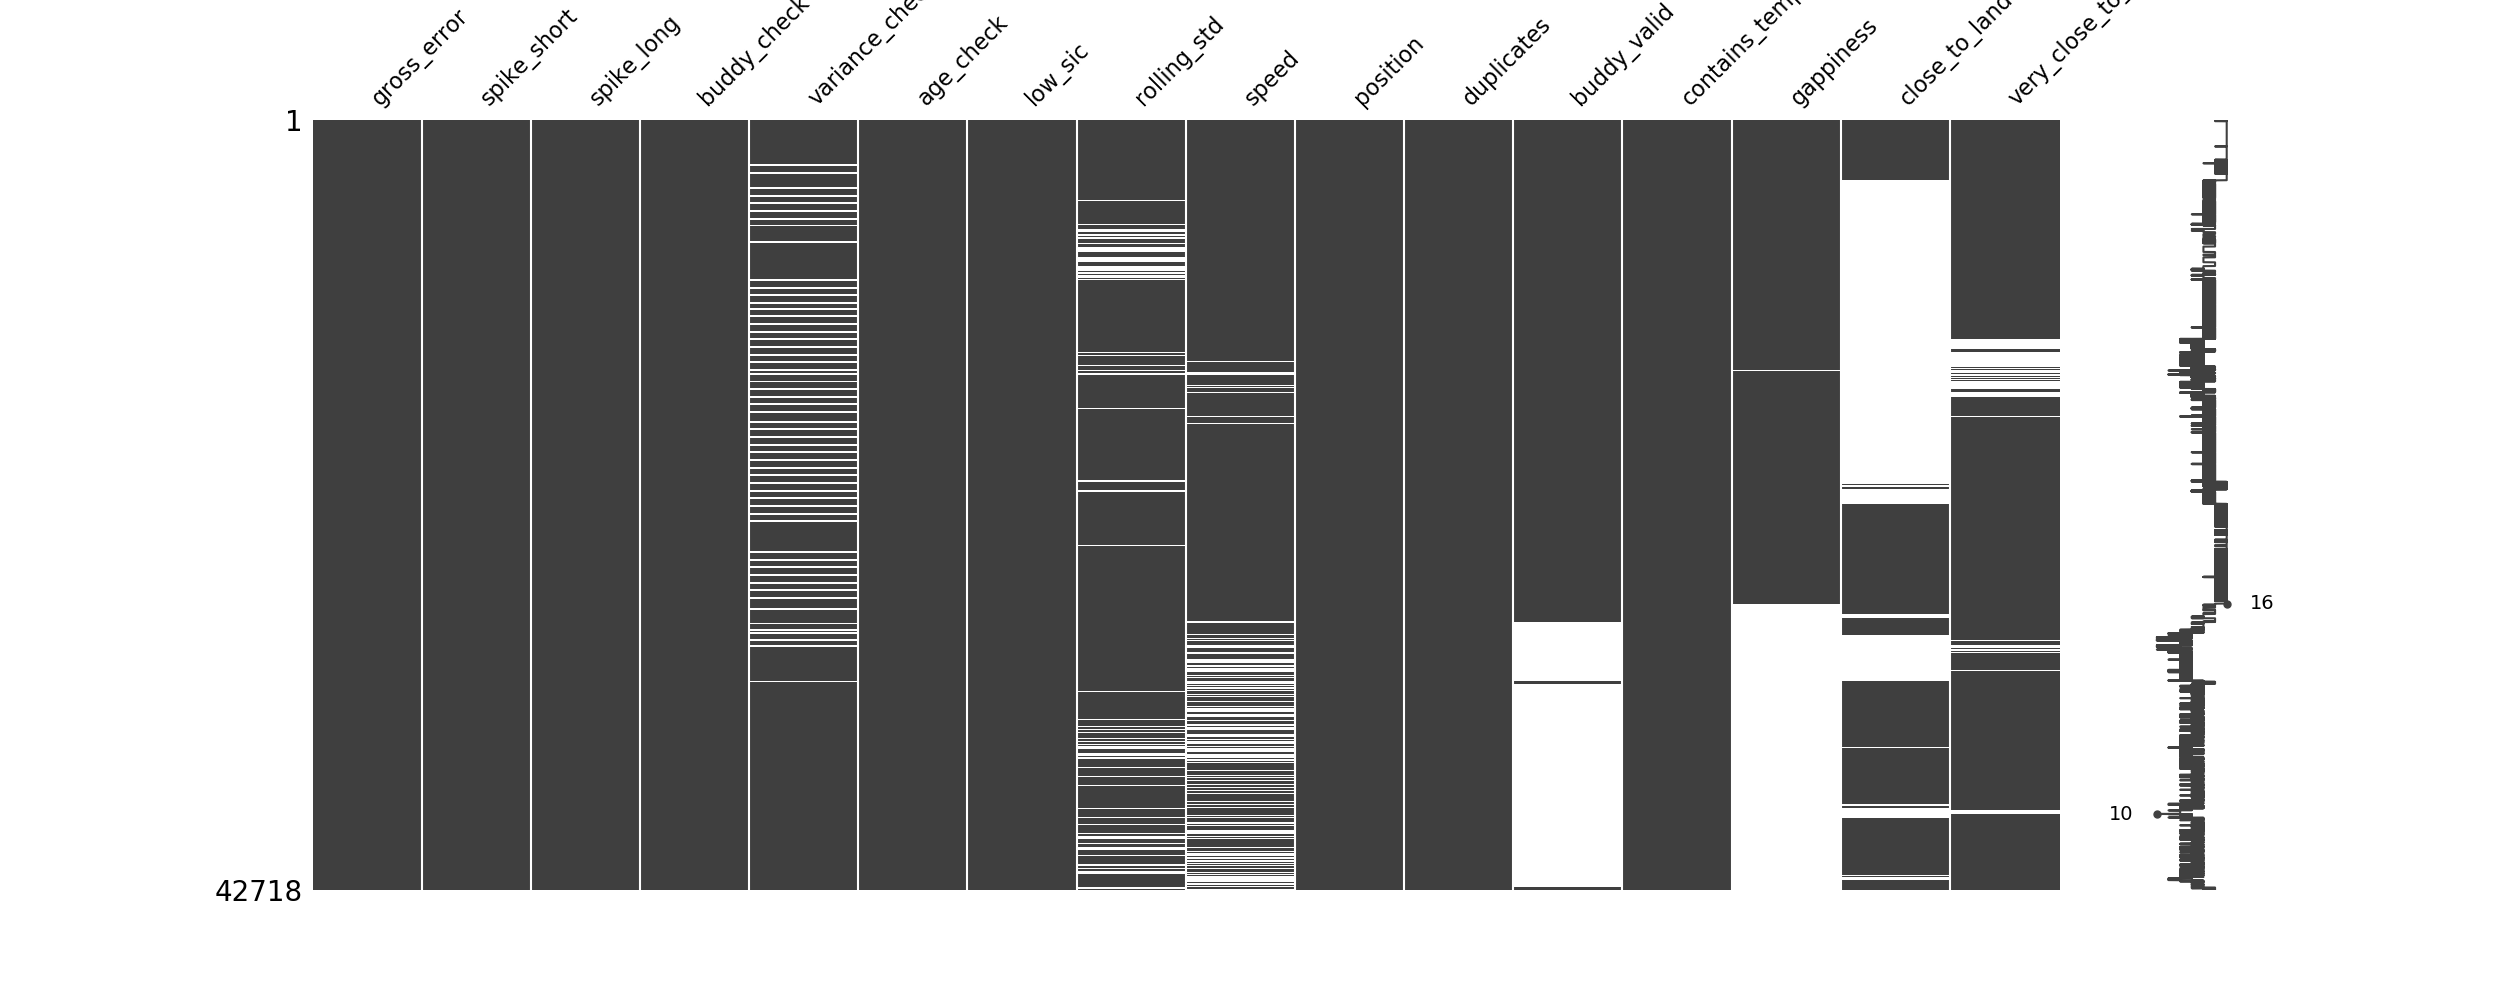 gross_error
spike_short
spike_long
buddy_check
age_check
low_sic
rolling_std
speed
position
duplicates
buddy_valid
gappiness
close_to_land
1
16
10
42718